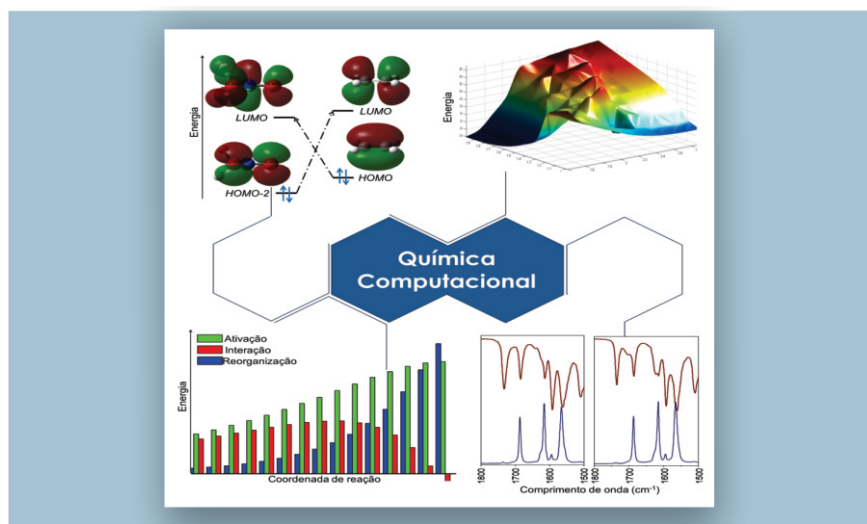 Energia
LUMO
LUMO
HOMO-2
HOMO
Química
Computacional
Energia
Ativação
Interação
Reorganização
Energia
Coordenada de reação
1800
1700
1600
1500
1800
1700
1600
1500
Comprimento de onda (cm⁻¹)